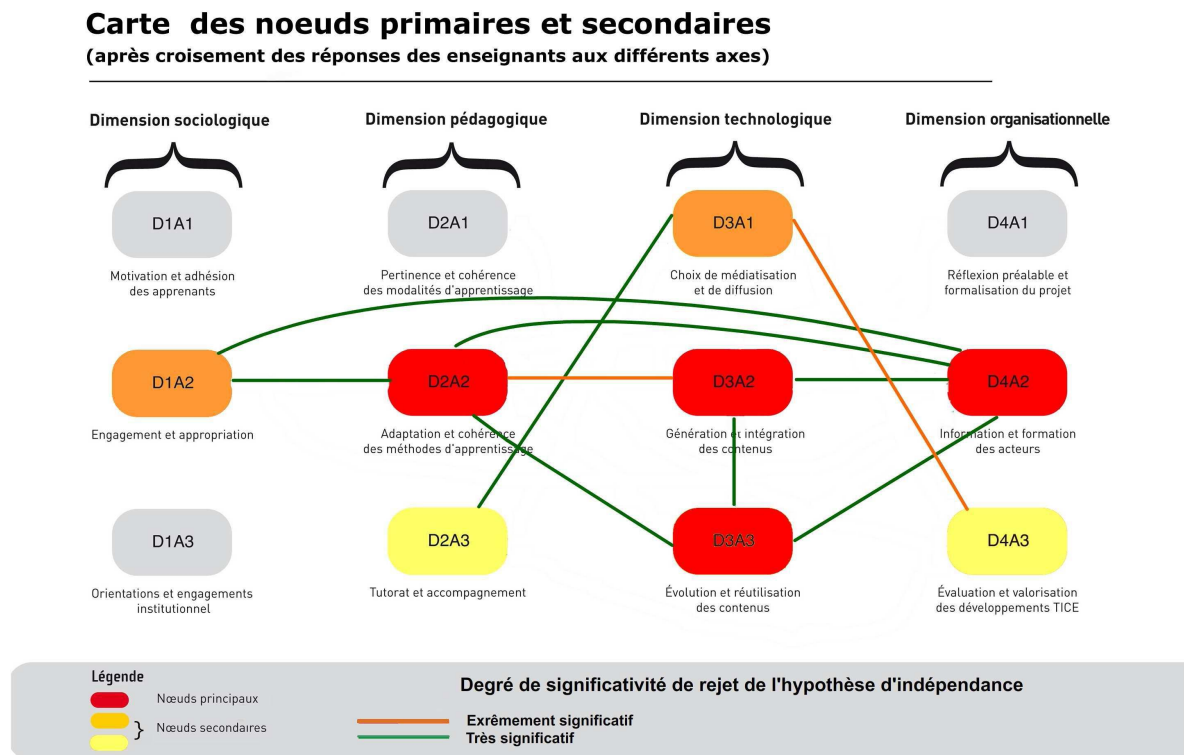 Carte des noeuds primaires et secondaires
(après croisement des réponses des enseignants aux différents axes)
Dimension sociologique
Dimension pédagogique
Dimension technologique
Dimension organisationnelle
D1A1
D2A1
D3A1
D4A1
Motivation et adhésion
des apprenants
Pertinence et cohérence
des modalités d'apprentissage
Choix de médiatisation
et de diffusion
Réflexion préalable et
formalisation du projet
D1A2
D2A2
D3A2
D4A2
Engagement et appropriation
Adaptation et cohérence
des méthodes d'apprentissage
Génération et intégration
des contenus
Information et formation
des acteurs
D1A3
D2A3
D3A3
D4A3
Orientations et engagements
institutionnel
Tutorat et accompagnement
Évolution et réutilisation
des contenus
Évaluation et valorisation
des développements TICE
Légende
Nœuds principaux
Nœuds secondaires
Degré de significativité de rejet de l'hypothèse d'indépendance
Exrêmement significatif
Très significatif